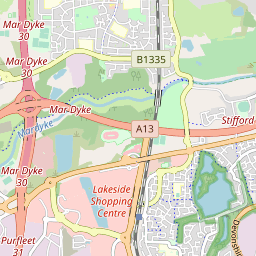 Mar Dyke
30
B1335
Mar Dyke
30
Mar Dyke
Mardyke
A13
Stifford
Mar Dyke
30
Lakeside
Shopping
Centre
Purfleet
31
Devonshire